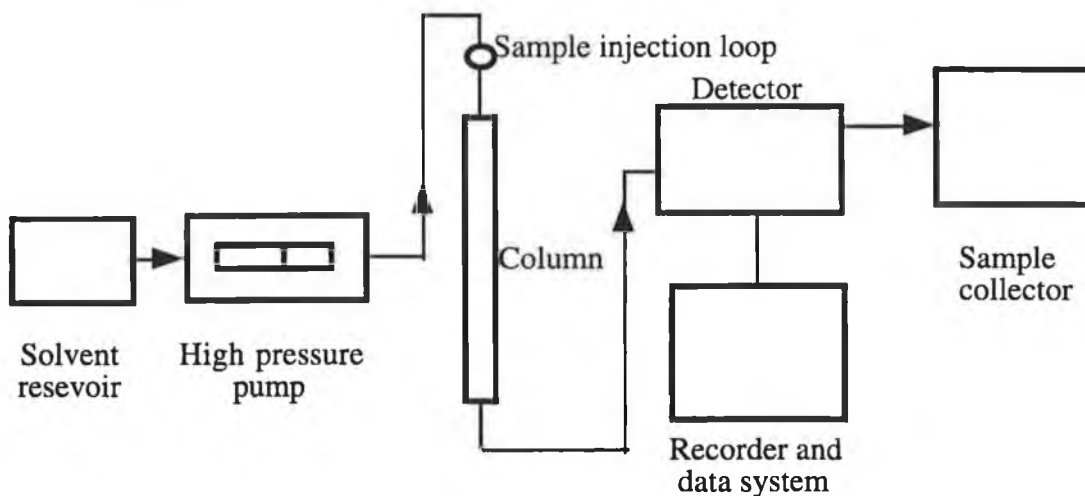 Sample injection loop
Detector
Column
Solvent
resevoir
High pressure
pump
Sample
collector
Recorder and
data system